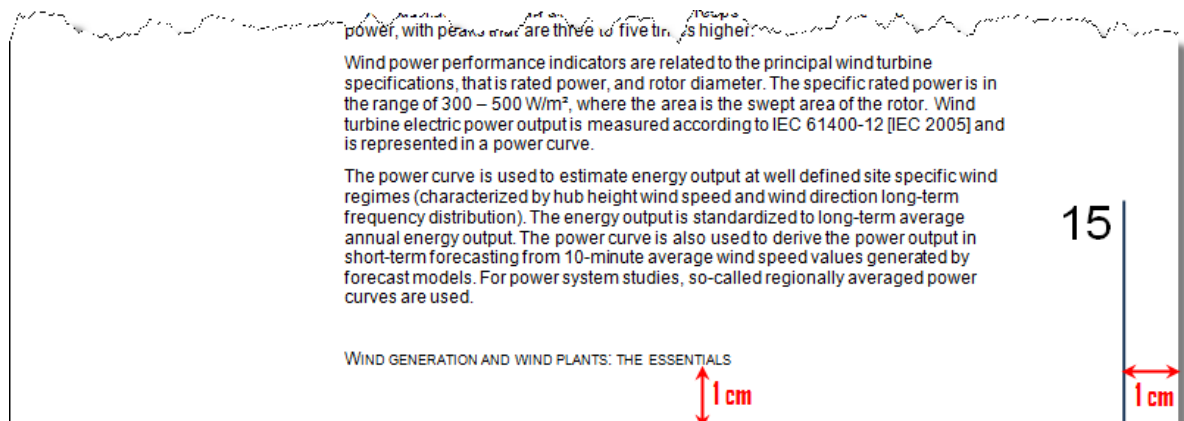 power, with peaks that are three to five times higher.
Wind power performance indicators are related to the principal wind turbine
specifications, that is rated power, and rotor diameter. The specific rated power is in
the range of 300 – 500 W/m², where the area is the swept area of the rotor. Wind
turbine electric power output is measured according to IEC 61400-12 [IEC 2005] and
is represented in a power curve.
The power curve is used to estimate energy output at well defined site specific wind
regimes (characterized by hub height wind speed and wind direction long-term
frequency distribution). The energy output is standardized to long-term average
annual energy output. The power curve is also used to derive the power output in
short-term forecasting from 10-minute average wind speed values generated by
forecast models. For power system studies, so-called regionally averaged power
curves are used.
15
WIND GENERATION AND WIND PLANTS: THE ESSENTIALS
1 cm
1 cm